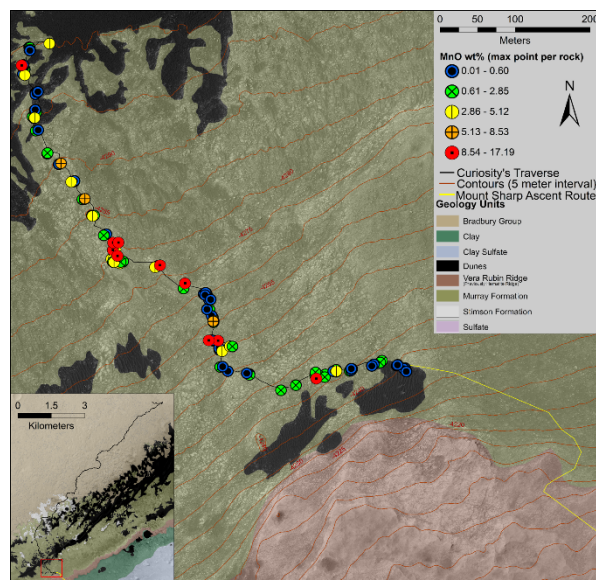 0 50 100 200
Meters
MnO wt% (max point per rock)
0.01 - 0.60
0.61 - 2.85
2.86 - 5.12
5.13 - 8.53
8.54 - 17.19
N
Curiosity's Traverse
Contours (5 meter interval)
Mount Sharp Ascent Route
Geology Units
Bradbury Group
Clay
Clay Sulfate
Dunes
Vera Rubin Ridge
Murray Formation
Stimson Formation
Sulfate
0 1.5 3
Kilometers